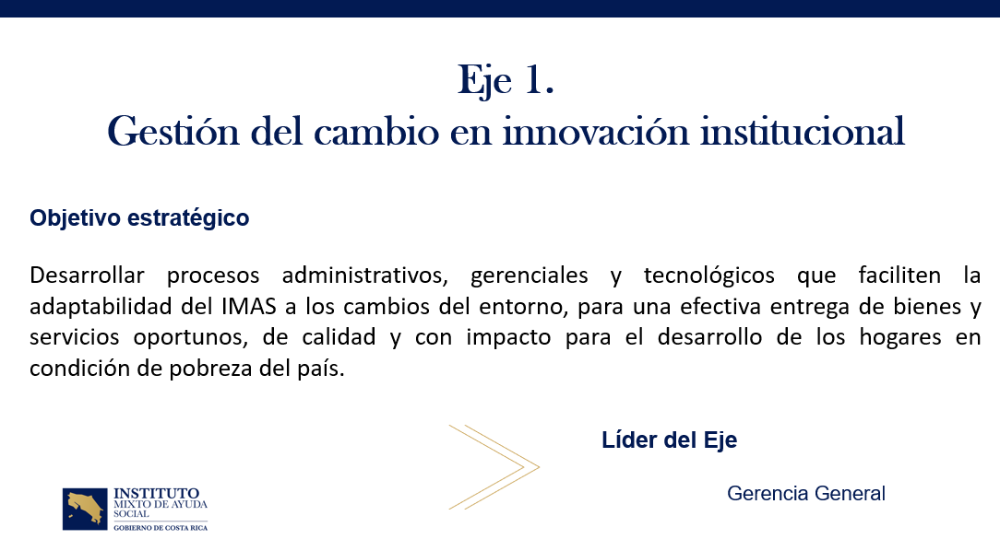 Eje 1.
Gestión del cambio en innovación institucional
Objetivo estratégico
Desarrollar procesos administrativos, gerenciales y tecnológicos que faciliten la
adaptabilidad del IMAS a los cambios del entorno, para una efectiva entrega de bienes y
servicios oportunos, de calidad y con impacto para el desarrollo de los hogares en
condición de pobreza del país.
Líder del Eje
Gerencia General
INSTITUTO
MIXTO DE AYUDA
SOCIAL
GOBIERNO DE COSTA RICA